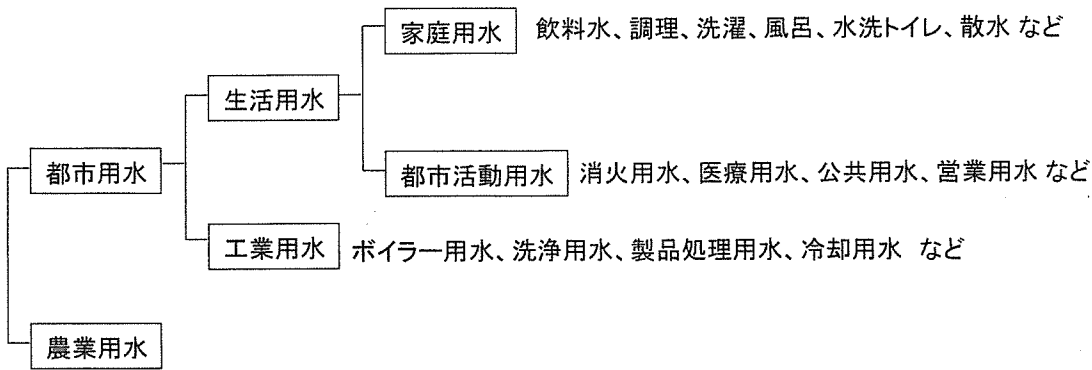 家庭用水 飲料水、調理、洗濯、風呂、水洗トイレ、散水 など
生活用水
都市用水
都市活動用水 消火用水、医療用水、公共用水、営業用水 など
工業用水 ボイラー用水、洗浄用水、製品処理用水、冷却用水 など
農業用水